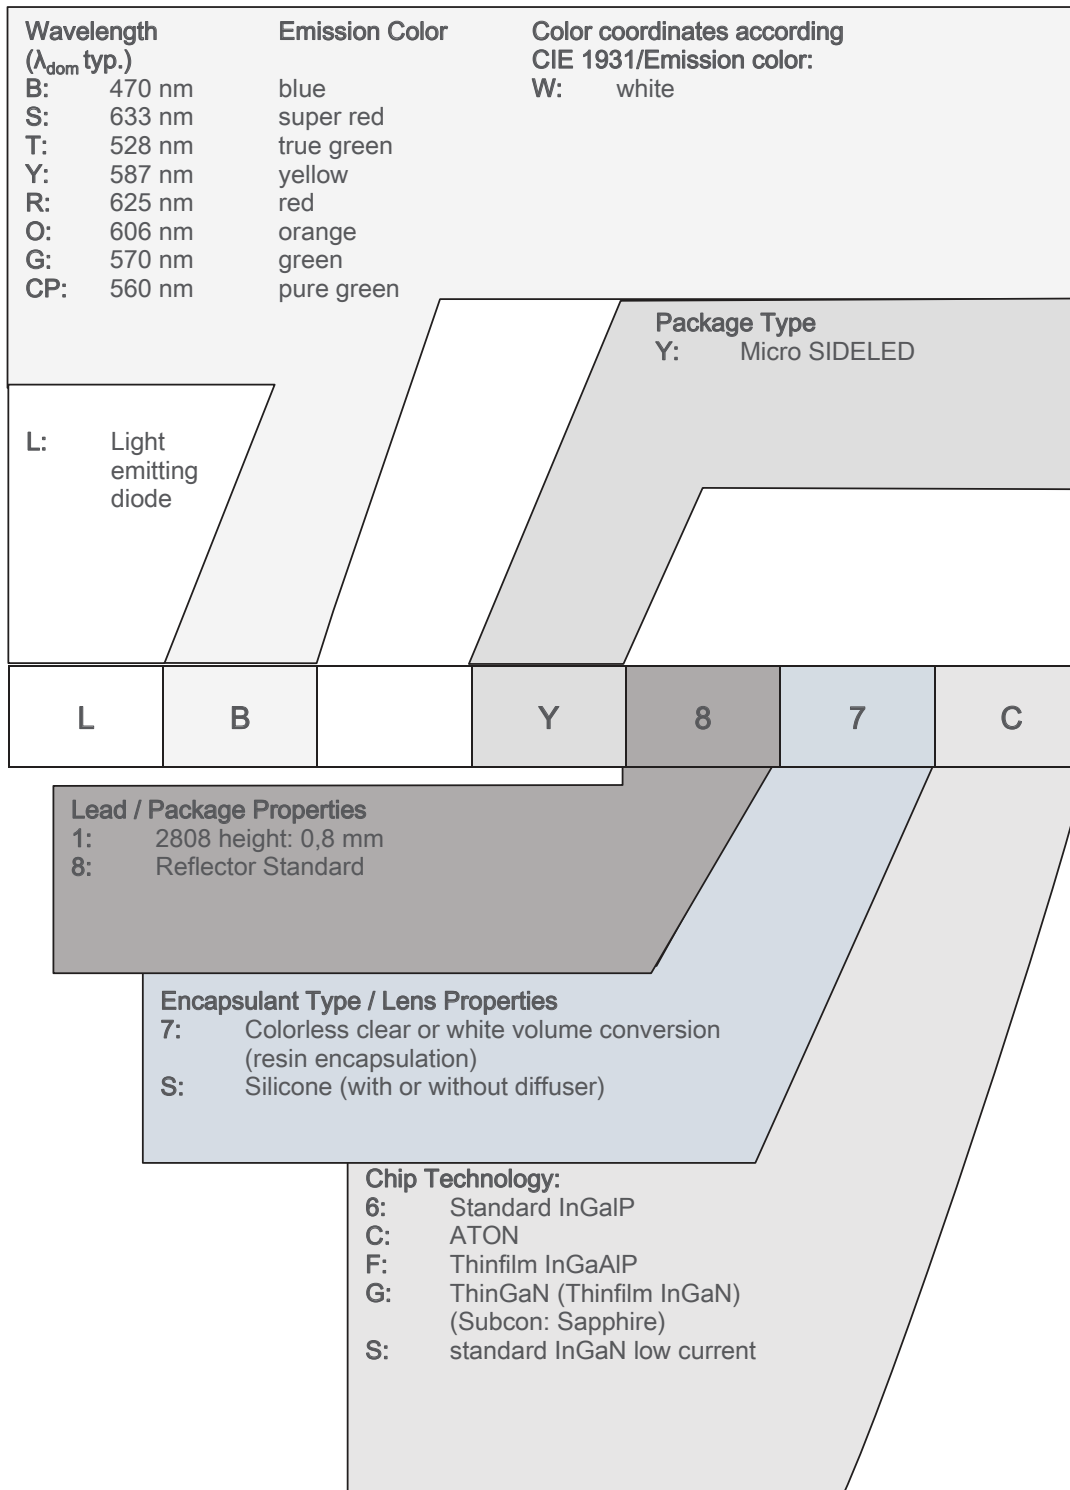 Wavelength Emission Color Color coordinates according
(λdom typ.) CIE 1931/Emission color:
B: 470 nm blue W: white
S: 633 nm super red
T: 528 nm true green
Y: 587 nm yellow
R: 625 nm red
O: 606 nm orange
G: 570 nm green
CP: 560 nm pure green
Package Type
Y: Micro SIDELED
L: Light
emitting
diode
L B Y 8 7 C
Lead / Package Properties
1: 2808 height: 0,8 mm
8: Reflector Standard
Encapsulant Type / Lens Properties
7: Colorless clear or white volume conversion
(resin encapsulation)
S: Silicone (with or without diffuser)
Chip Technology:
6: Standard InGalP
C: ATON
F: Thinfilm InGaAlP
G: ThinGaN (Thinfilm InGaN)
(Subcon: Sapphire)
S: standard InGaN low current